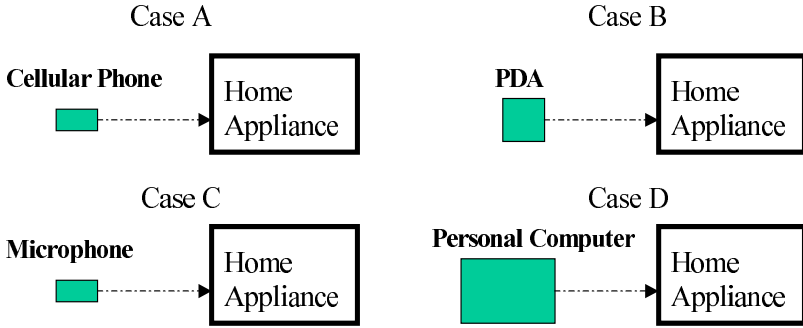 Case A
Cellular Phone
Home
Appliance
Case B
PDA
Home
Appliance
Case C
Microphone
Home
Appliance
Case D
Personal Computer
Home
Appliance